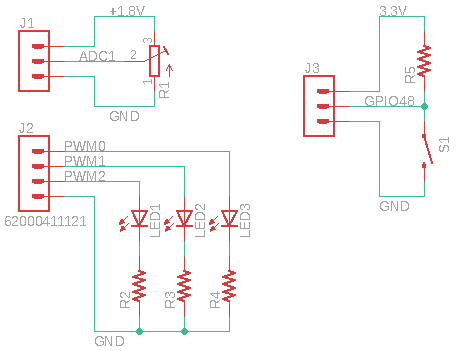 J1
+1.8V
3
ADC1
2
1
R1
GND
3.3V
R5
J3
GPIO48
S1
GND
J2
PWM0
PWM1
PWM2
62000411121
LED1
LED2
LED3
R2
R3
R4
GND